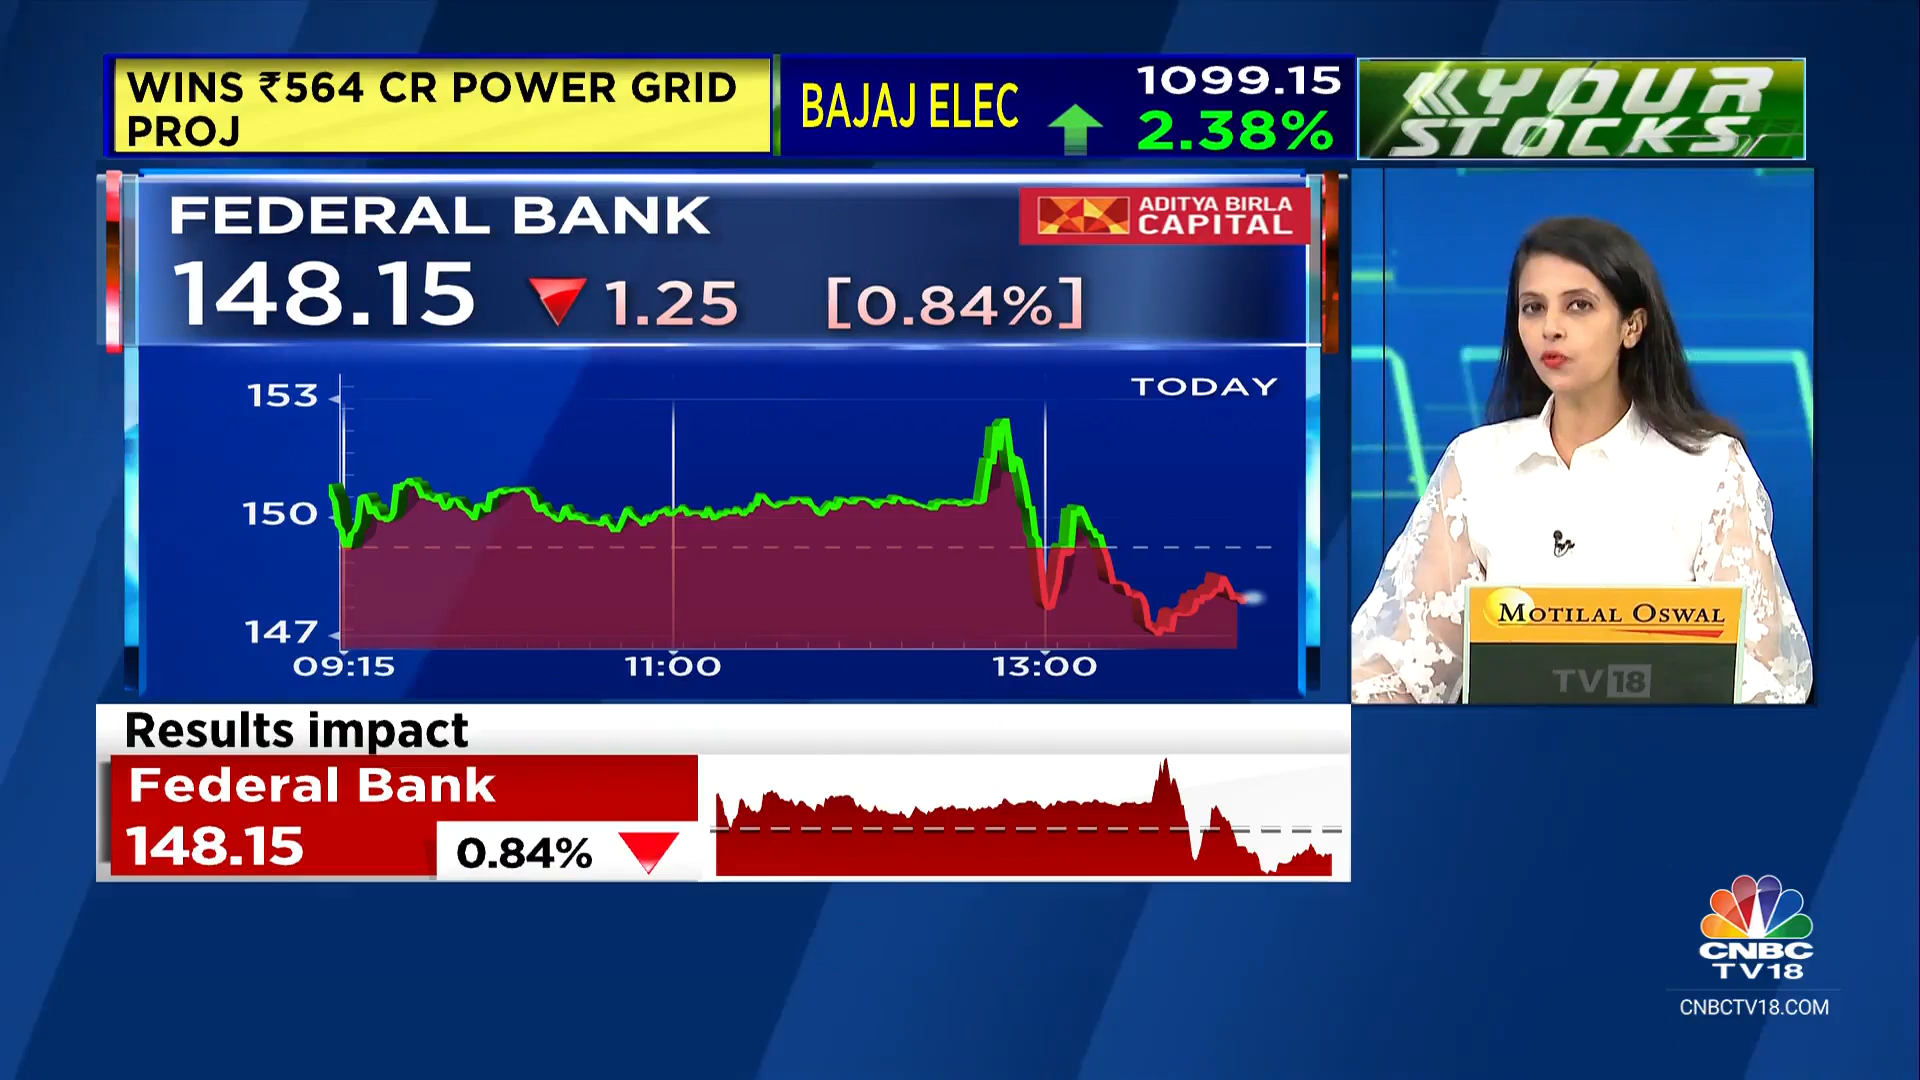 WINS ₹564 CR POWER GRID
PROJ
BAJAJ ELEC
1099.15
2.38%
YOUR
STOCKS
FEDERAL BANK
ADITYA BIRLA
CAPITAL
148.15
1.25
[0.84%]
TODAY
153
150
147
09:15
11:00
13:00
MOTILAL OSWAL
TV18
Results impact
Federal Bank
148.15
0.84%
CNBC
TV18
CNBCTV18.COM